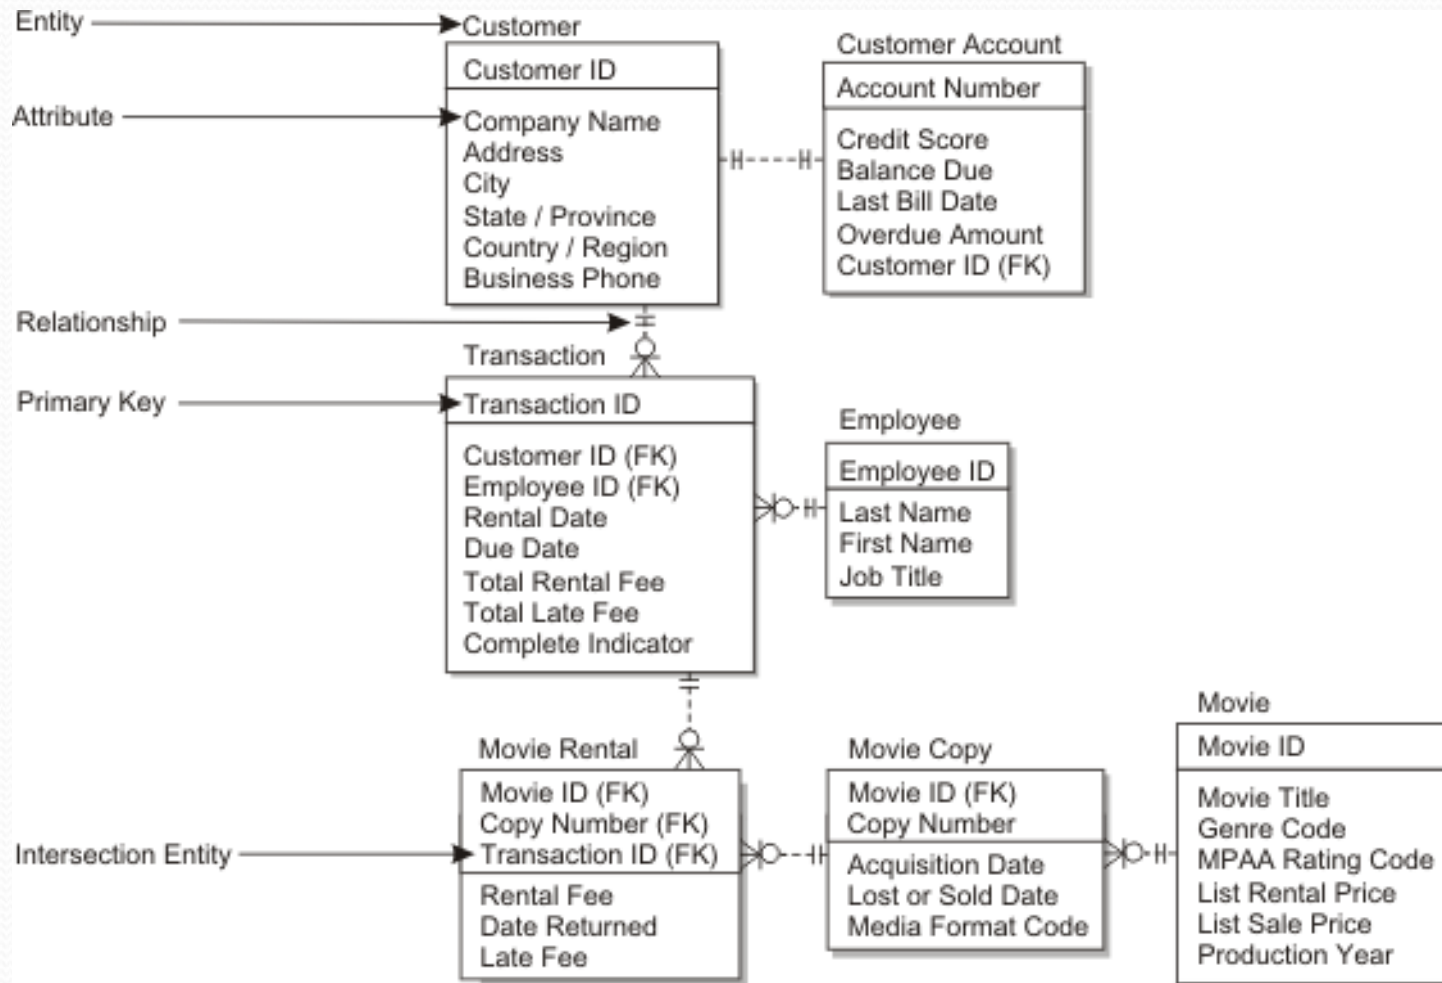 Entity
Customer
Customer ID
Attribute
Company Name
Address
City
State / Province
Country / Region
Business Phone
Customer Account
Account Number
Credit Score
Balance Due
Last Bill Date
Overdue Amount
Customer ID (FK)
Relationship
Transaction
Primary Key
Transaction ID
Customer ID (FK)
Employee ID (FK)
Rental Date
Due Date
Total Rental Fee
Total Late Fee
Complete Indicator
Employee
Employee ID
Last Name
First Name
Job Title
Movie Rental
Movie ID (FK)
Copy Number (FK)
Intersection Entity
Transaction ID (FK)
Rental Fee
Date Returned
Late Fee
Movie Copy
Movie ID (FK)
Copy Number
Acquisition Date
Lost or Sold Date
Media Format Code
Movie
Movie ID
Movie Title
Genre Code
MPAA Rating Code
List Rental Price
List Sale Price
Production Year